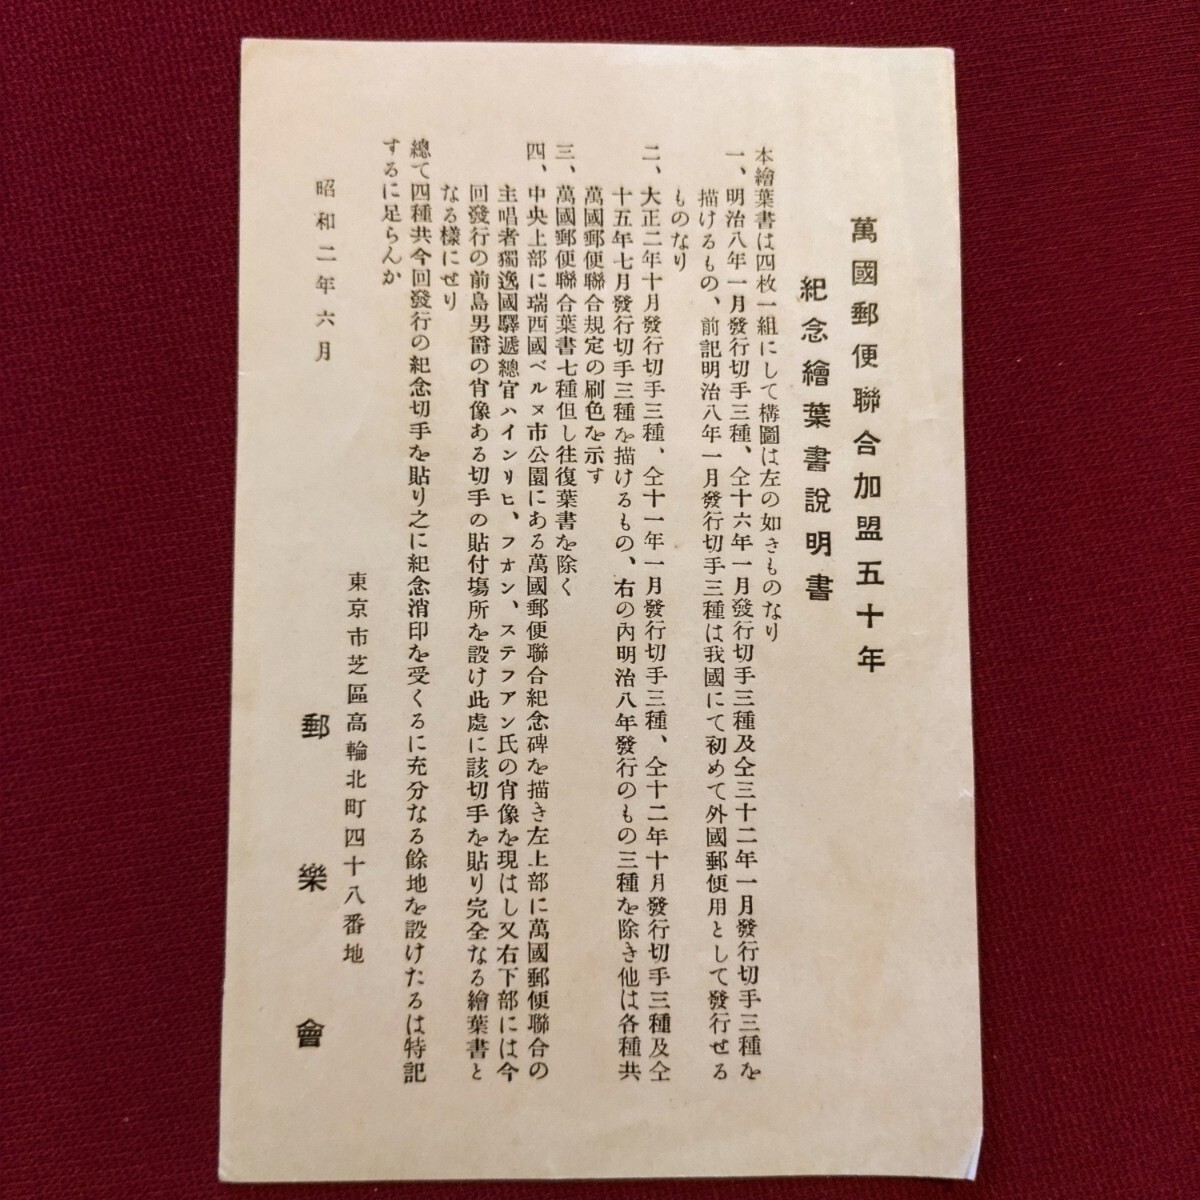 萬國郵便聯合加盟五十年
紀念繪葉書說明書
本繪葉書は四枚一組にして構圖は左の如きものなり
一、明治八年一月發行切手三種、仝十六年一月發行切手三種及仝三十二年一月發行切手三種を
描けるもの、前記明治八年一月發行切手三種は我國にて初めて外國郵便用として發行せる
ものなり
二、大正二年十月發行切手三種、仝十一年一月發行切手三種、仝十二年十月發行切手三種及仝
十五年七月發行切手三種を描けるもの、右の內明治八年發行のもの三種を除き他は各種共
萬國郵便聯合規定の刷色を示す
三、萬國郵便聯合葉書七種但し往復葉書を除く
四、中央上部に瑞西國ベルヌ市公園にある萬國郵便聯合紀念碑を描き左上部に萬國郵便聯合の
主唱者獨逸國驛遞總官ハインリヒ、フオン、ステフアン氏の肖像を現はし又右下部には今
回發行の前島男爵の肖像ある切手の貼付塲所を設け此處に該切手を貼り完全なる繪葉書と
なる樣にせり
總て四種共今回發行の紀念切手を貼り之に紀念消印を受くるに充分なる餘地を設けたるは特記
するに足らんか
昭和二年六月
東京市芝區高輪北町四十八番地
郵樂會